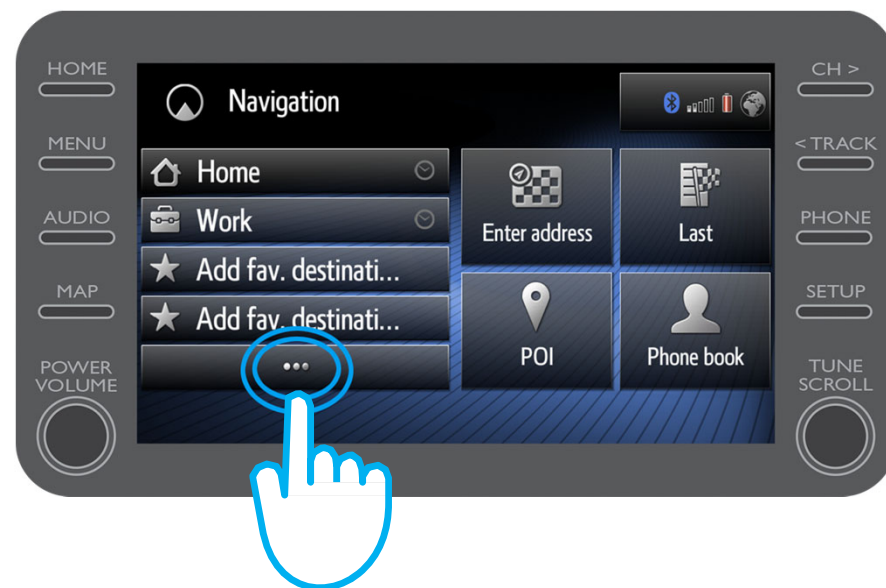 HOME
MENU
AUDIO
MAP
POWER
VOLUME
Navigation
Home
Work
Add fav. destinati...
Add fav. destinati...
...
Enter address
Last
POI
Phone book
CH >
< TRACK
PHONE
SETUP
TUNE
SCROLL